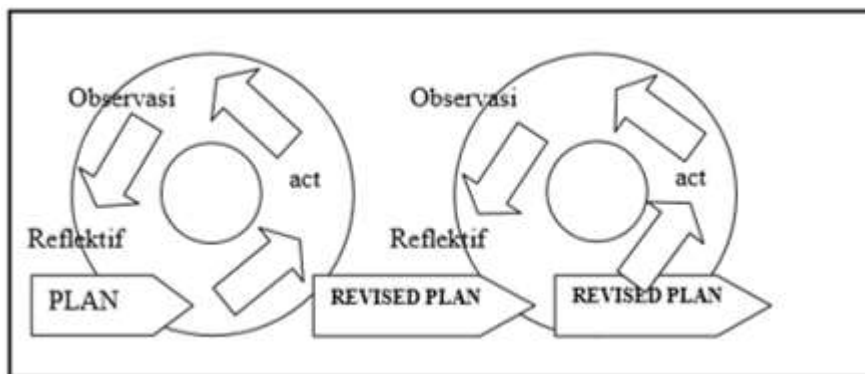 Observasi
Observasi
act
act
Reflektif
Reflektif
PLAN
REVISED PLAN
REVISED PLAN